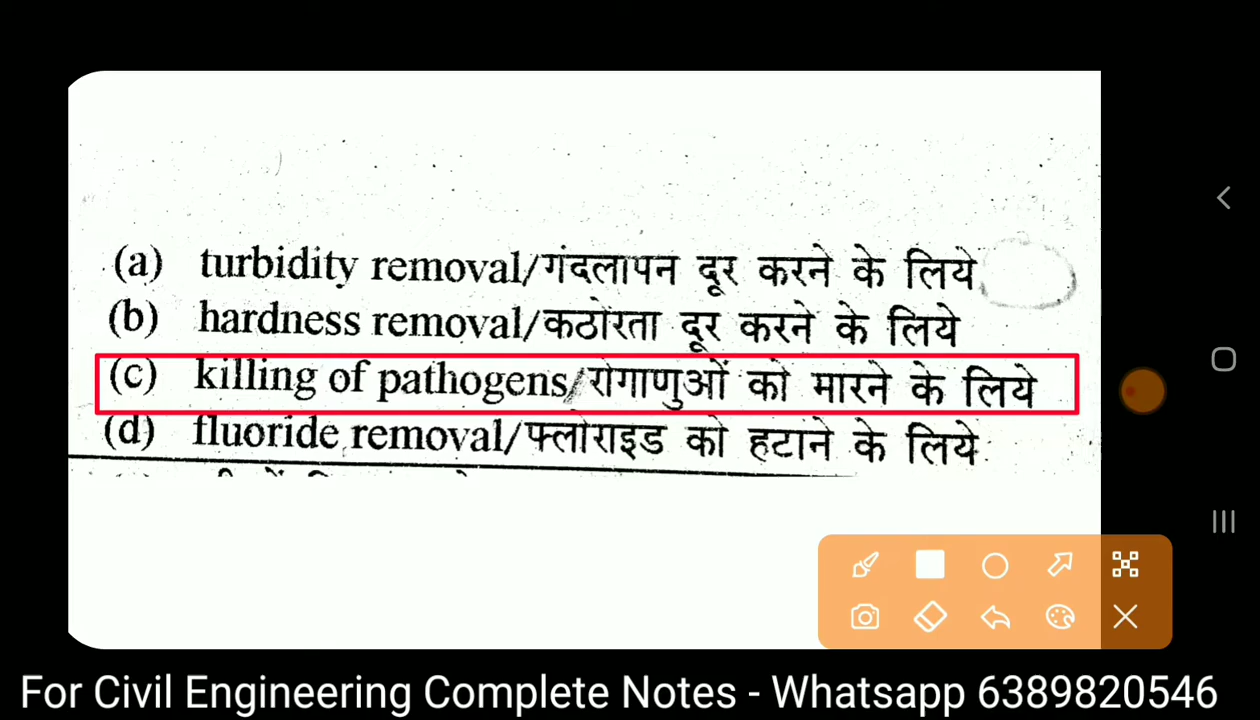 (a) turbidity removal/गंदलापन दूर करने के लिये
(b) hardness removal/कठोरता दूर करने के लिये
(c) killing of pathogens/रोगाणुओं को मारने के लिये
(d) fluoride removal/फ्लोराइड को हटाने के लिये
For Civil Engineering Complete Notes - Whatsapp 6389820546